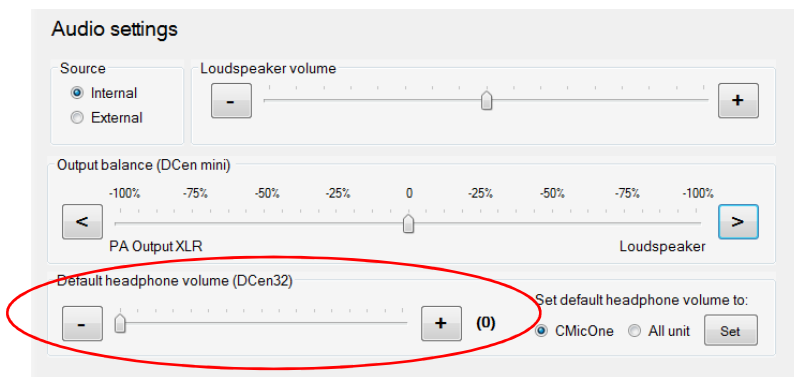 Audio settings
Source
Loudspeaker volume
Internal
External
-
+
Output balance (DCen mini)
-100% -75% -50% -25% 0 -25% -50% -75% -100%
<
>
PA Output XLR
Loudspeaker
Default headphone volume (DCen32)
-
+
(0)
Set default headphone volume to:
CMicOne
All unit
Set